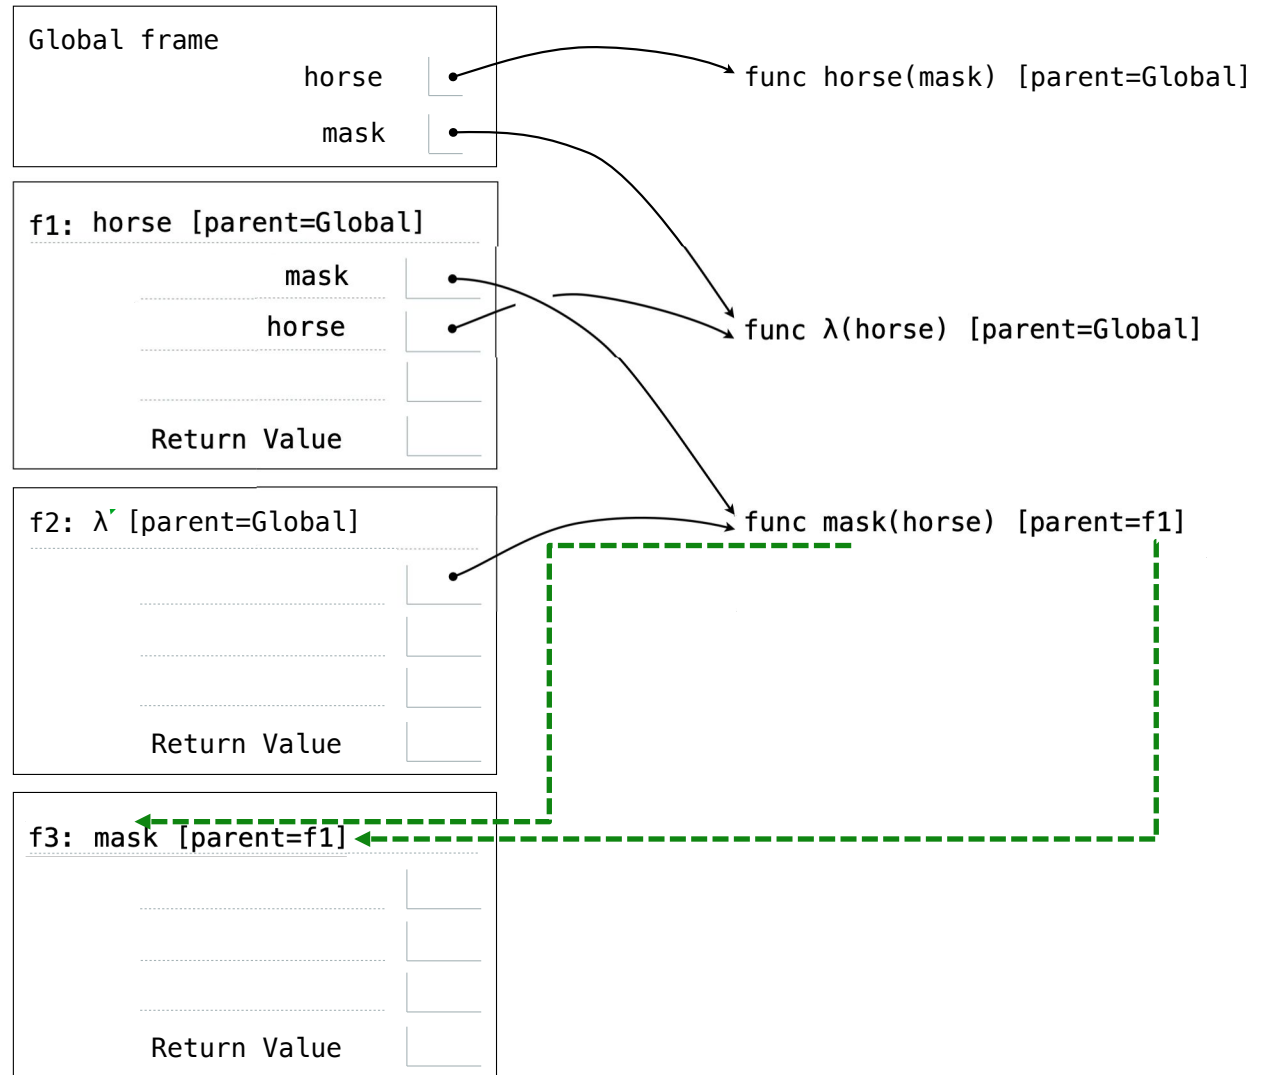 Global frame
horse
func horse(mask) [parent=Global]
mask
f1: horse [parent=Global]
mask
horse
func λ(horse) [parent=Global]
Return Value
f2: λ [parent=Global]
func mask(horse) [parent=f1]
Return Value
f3: mask [parent=f1]
Return Value